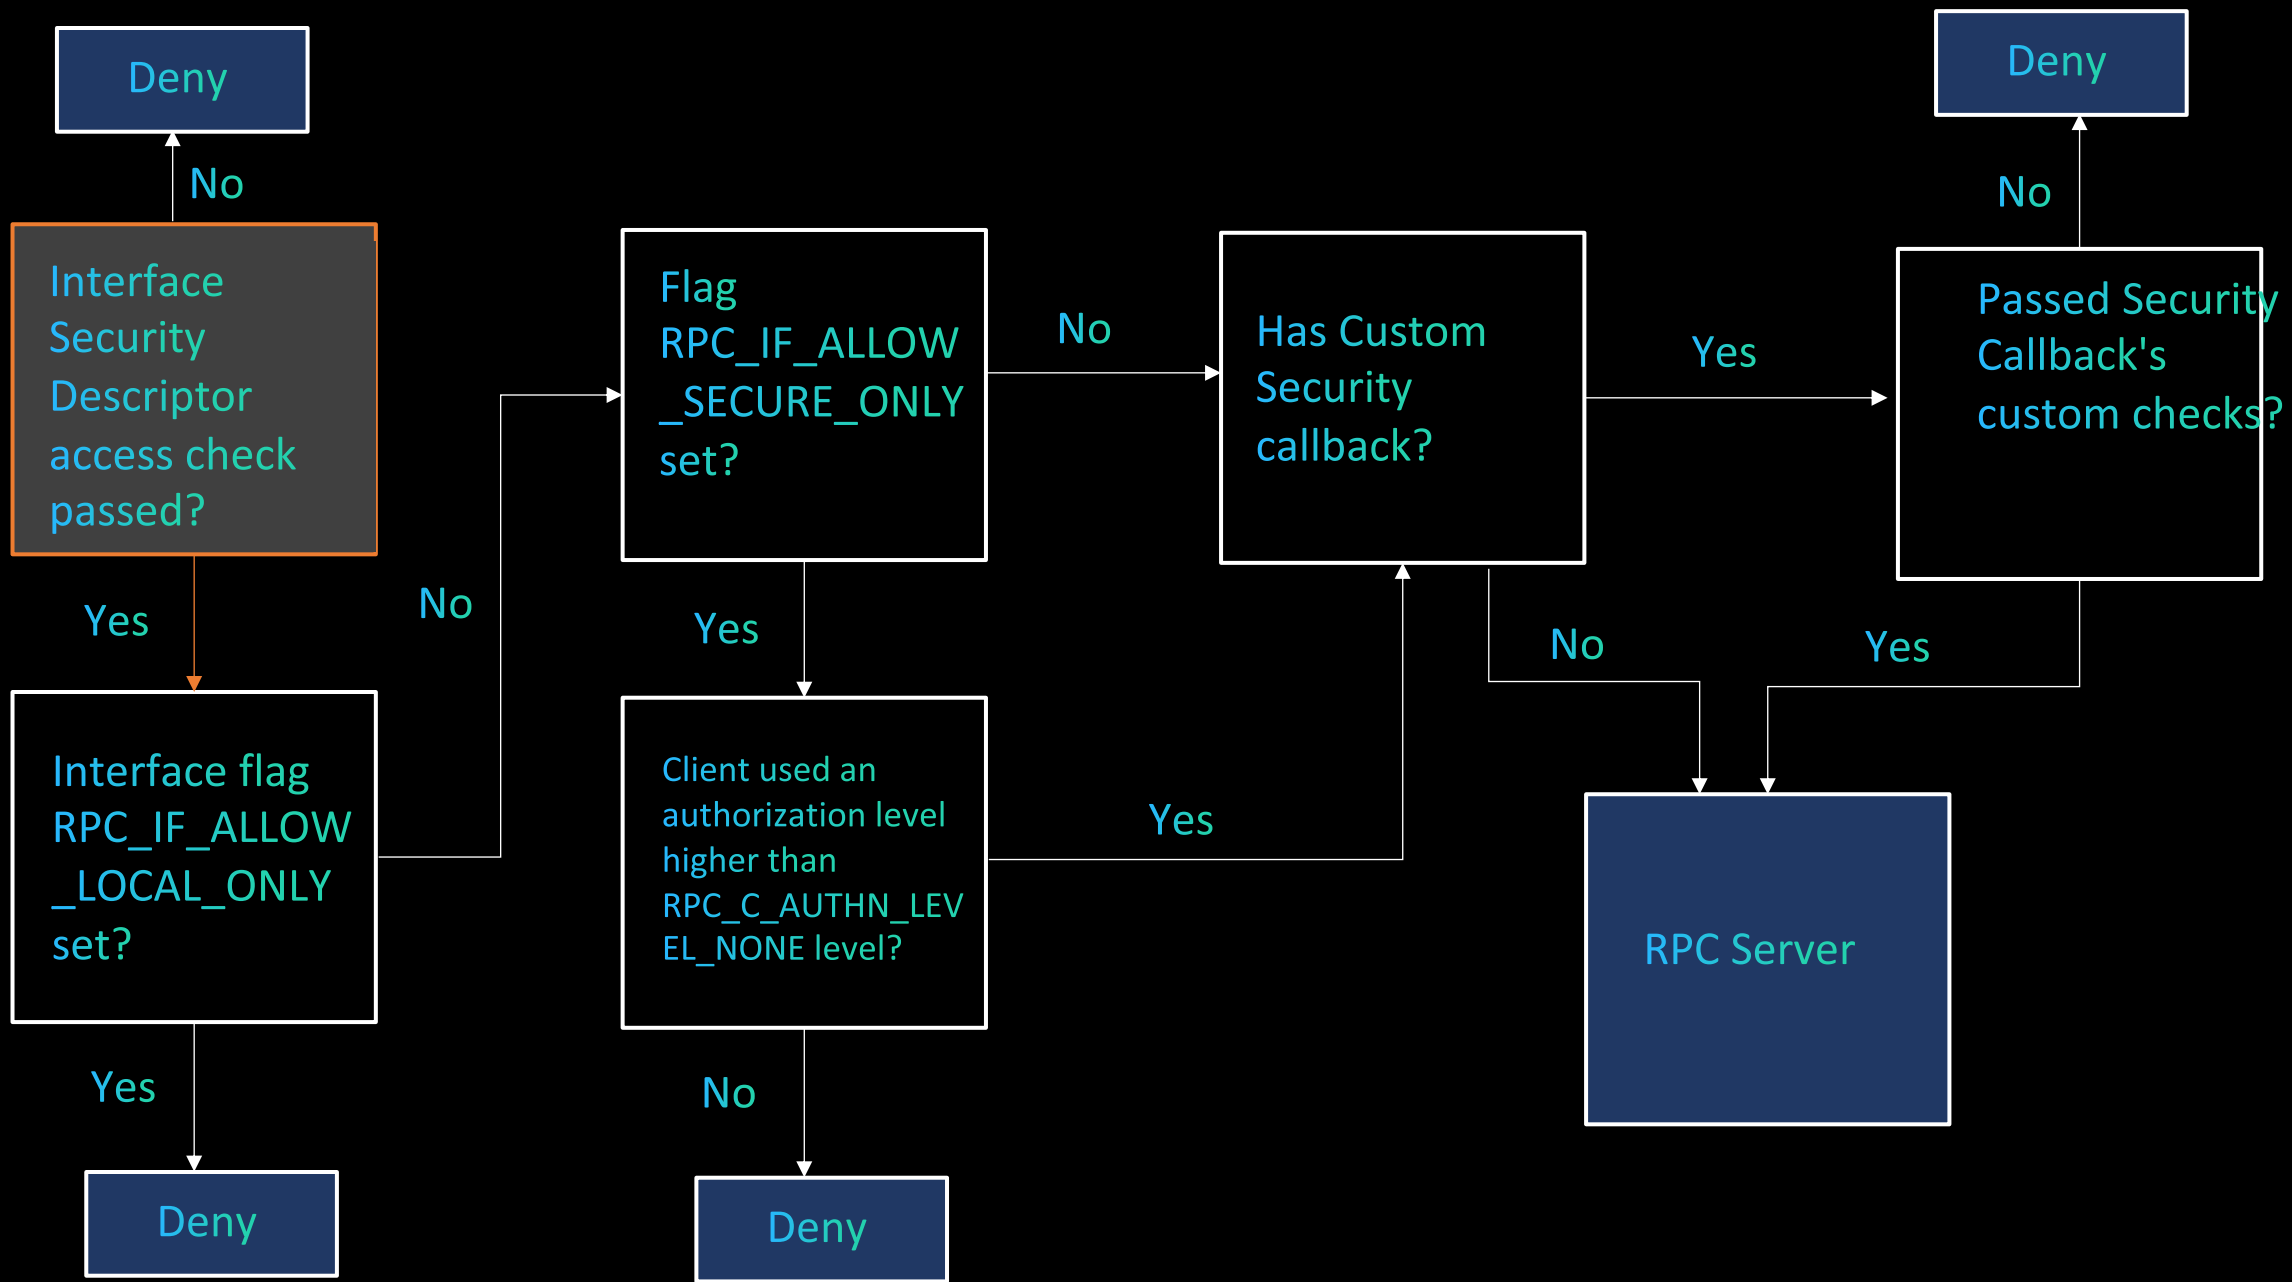 Deny
No
Interface
Security
Descriptor
access check
passed?
Yes
Interface flag
RPC_IF_ALLOW
_LOCAL_ONLY
set?
Yes
Deny
No
Flag
RPC_IF_ALLOW
_SECURE_ONLY
set?
No
Yes
Client used an
authorization level
higher than
RPC_C_AUTHN_LEV
EL_NONE level?
No
Deny
Yes
Has Custom
Security
callback?
Yes
No
Passed Security
Callback's
custom checks?
No
Deny
Yes
RPC Server